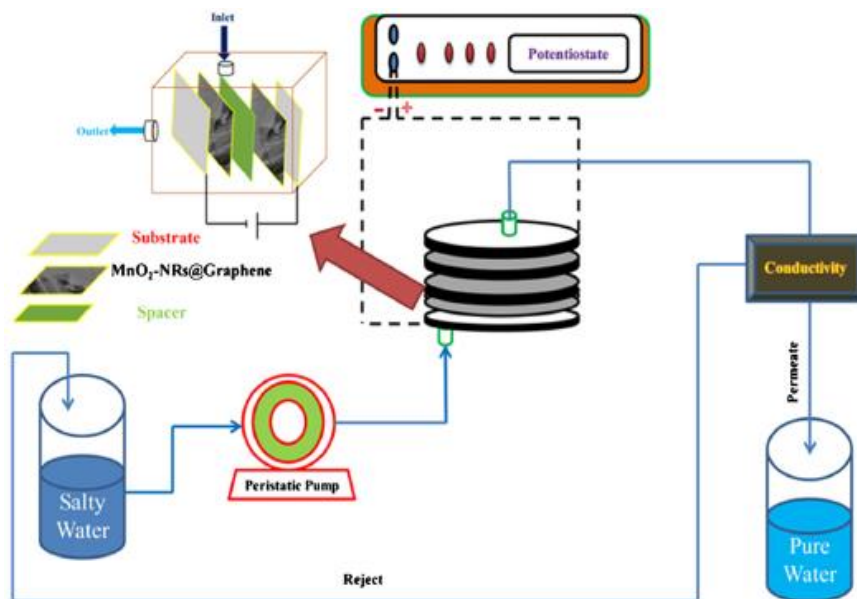 Inlet
Potentiostate
- +
Outlet
Substrate
MnO₂-NRs@Graphene
Spacer
Conductivity
Permeate
Salty
Water
Peristatic Pump
Pure
Water
Reject